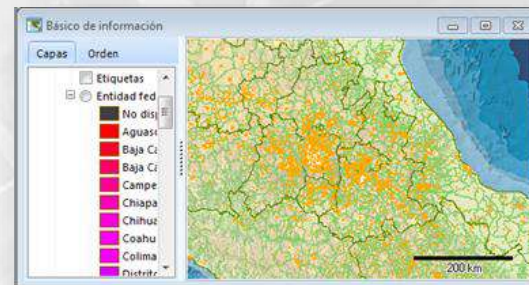 Básico de información
Capas Orden
Etiquetas
Entidad fed
No disp
Aguasc
Baja Ca
Baja Ca
Campe
Chiapa
Chihua
Coahu
Colima
Distrito
200 km